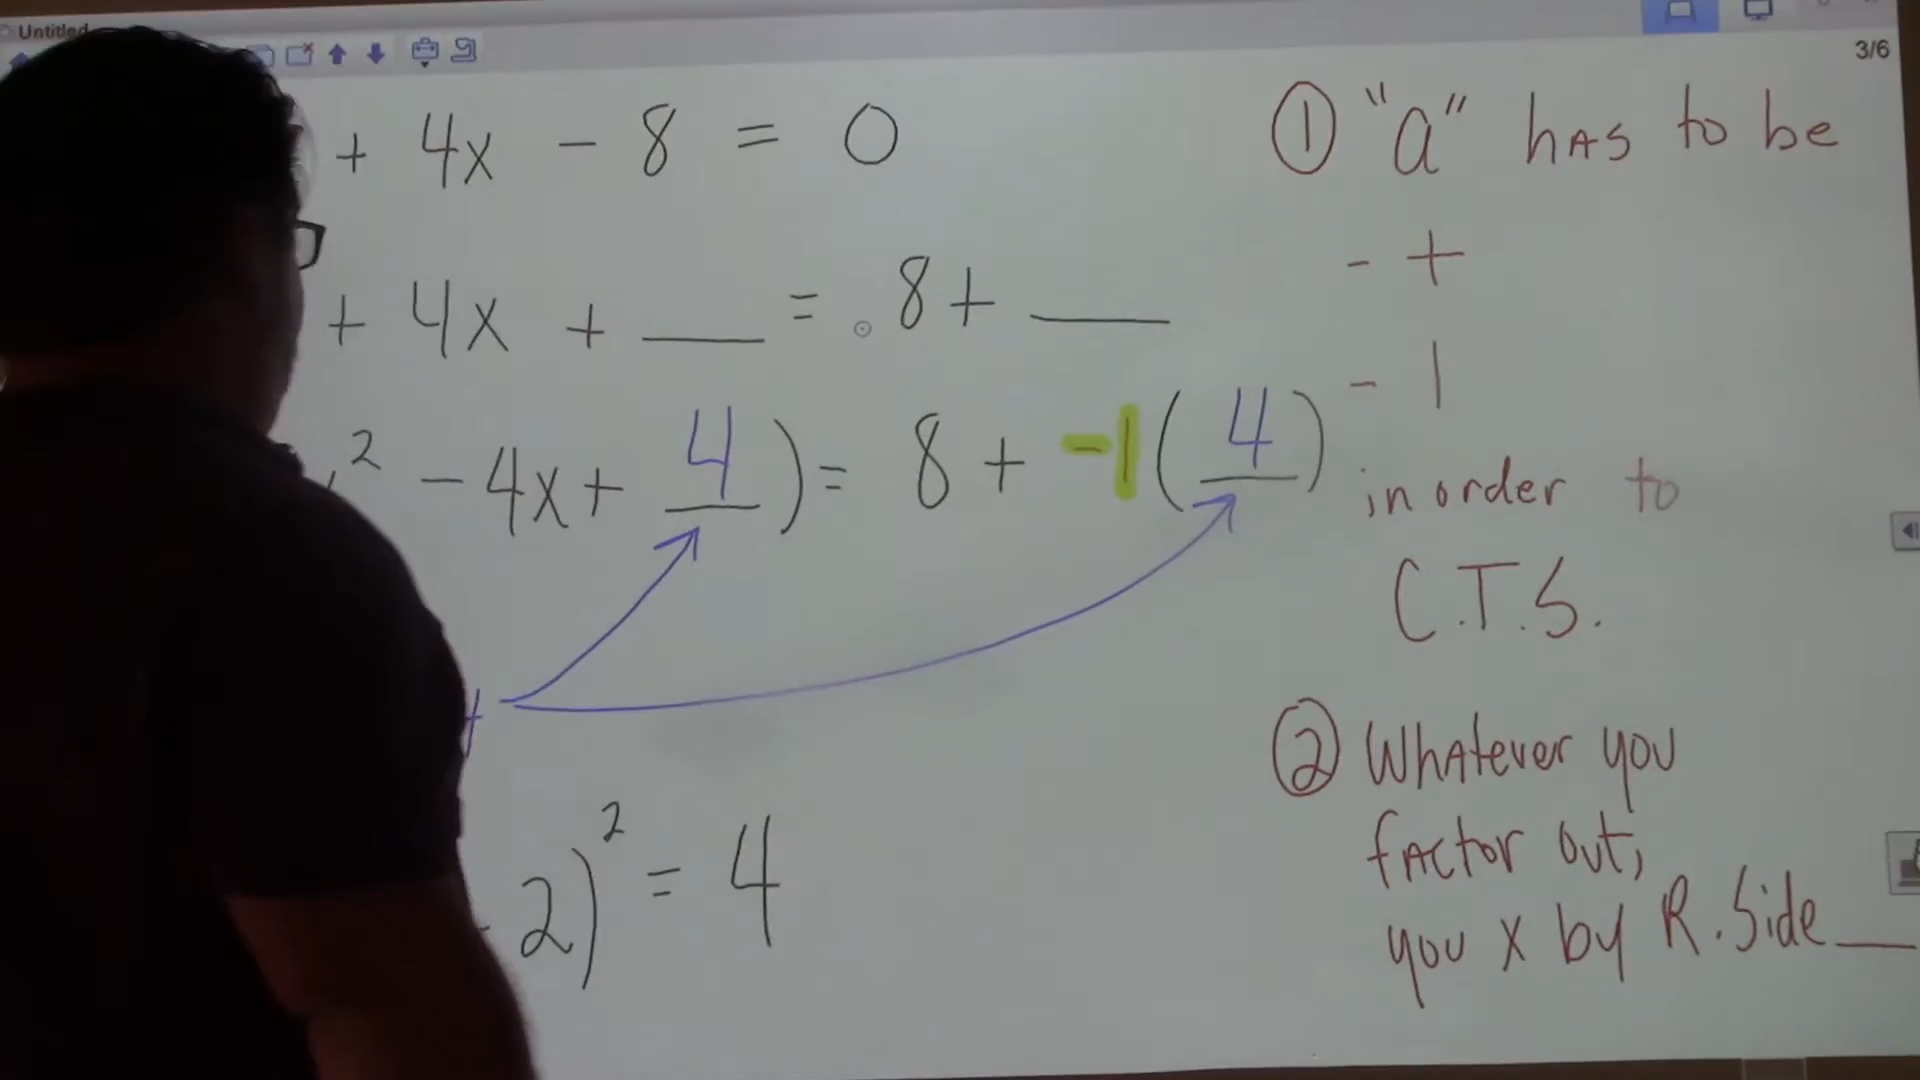 Untitled
3/6
+ 4x - 8 = 0
+ 4x + ___ = 8 + ___
² - 4x + 4 ) = 8 + -1 ( 4 )
- 2)² = 4
① "a" has to be
- +
- 1
in order to
C.T.S.
② Whatever you
factor out,
you x by R. Side ___